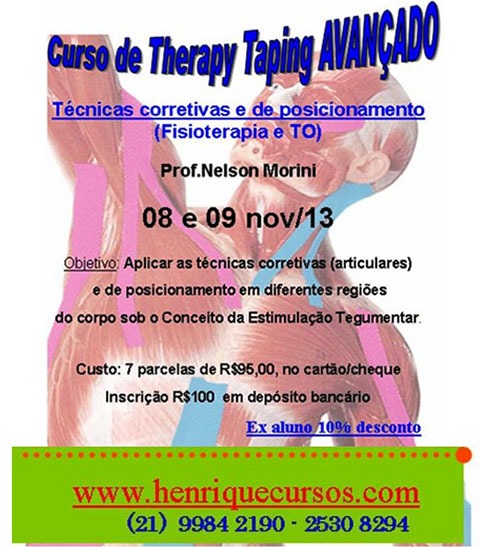 Curso de Therapy Taping AVANÇADO
Técnicas corretivas e de posicionamento
(Fisioterapia e TO)
Prof.Nelson Morini
08 e 09 nov/13
Objetivo: Aplicar as técnicas corretivas (articulares)
e de posicionamento em diferentes regiões
do corpo sob o Conceito da Estimulação Tegumentar.
Custo: 7 parcelas de R$95,00, no cartão/cheque
Inscrição R$100 em depósito bancário
Ex aluno 10% desconto
www.henriquecursos.com
(21) 9984 2190 - 2530 8294